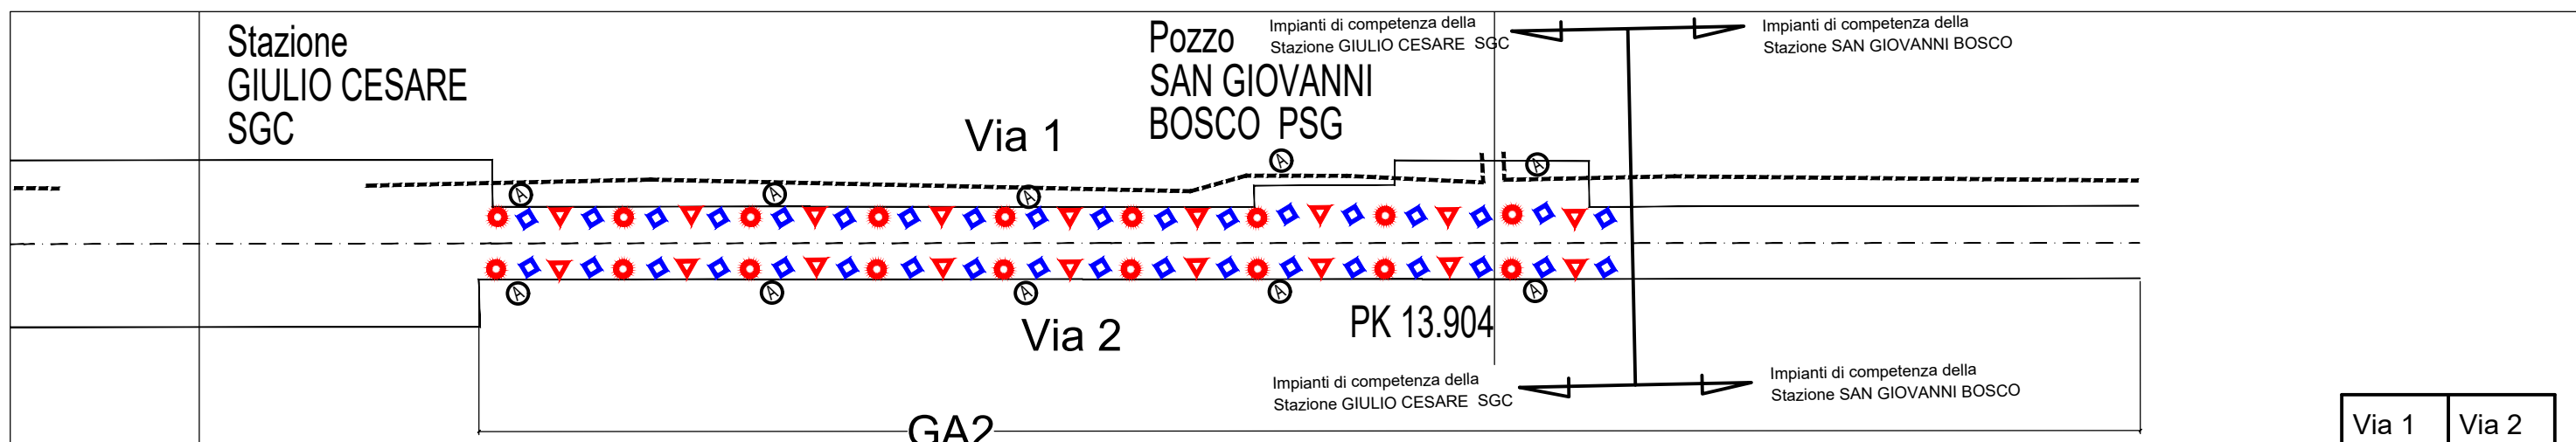 Stazione
GIULIO CESARE
SGC
Pozzo
SAN GIOVANNI
BOSCO PSG
Impianti di competenza della
Stazione GIULIO CESARE SGC
Impianti di competenza della
Stazione SAN GIOVANNI BOSCO
Via 1
A
A
A
A
A
A
A
A
A
A
Via 2
PK 13.904
Impianti di competenza della
Stazione GIULIO CESARE SGC
Impianti di competenza della
Stazione SAN GIOVANNI BOSCO
GA2
Via 1
Via 2